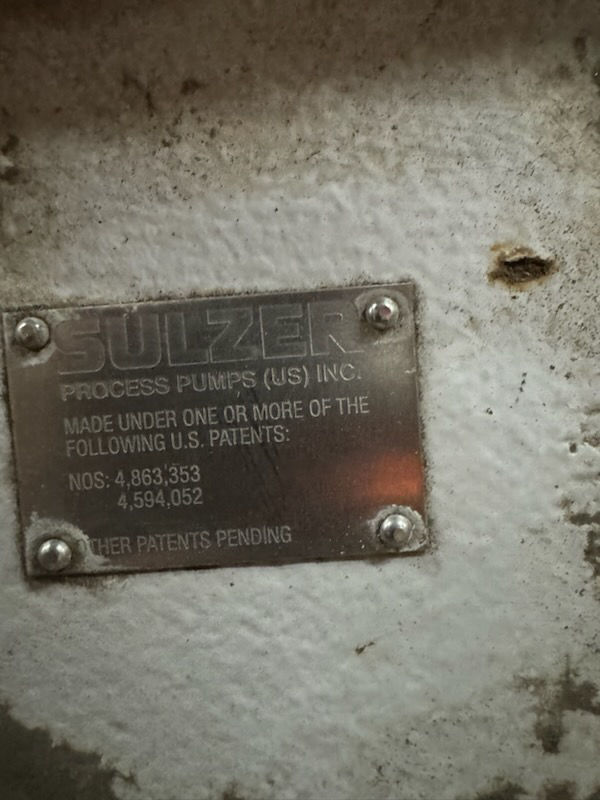 SULZER
PROCESS PUMPS (US) INC.
MADE UNDER ONE OR MORE OF THE
FOLLOWING U.S. PATENTS:
NOS: 4,863,353
4,594,052
THER PATENTS PENDING